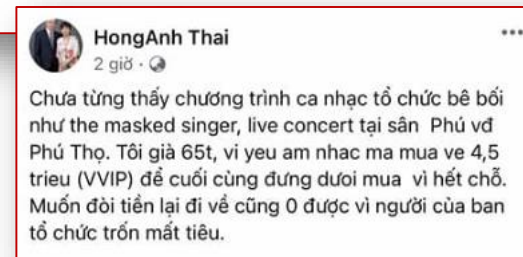 HongAnh Thai
2 giờ ·
Chưa từng thấy chương trình ca nhạc tổ chức bê bối
như the masked singer, live concert tại sân Phú vđ
Phú Thọ. Tôi già 65t, vi yeu am nhac ma mua ve 4,5
trieu (VVIP) để cuối cùng đưng dưoi mua vì hết chỗ.
Muốn đòi tiền lại đi về cũng 0 được vì người của ban
tổ chức trốn mất tiêu.